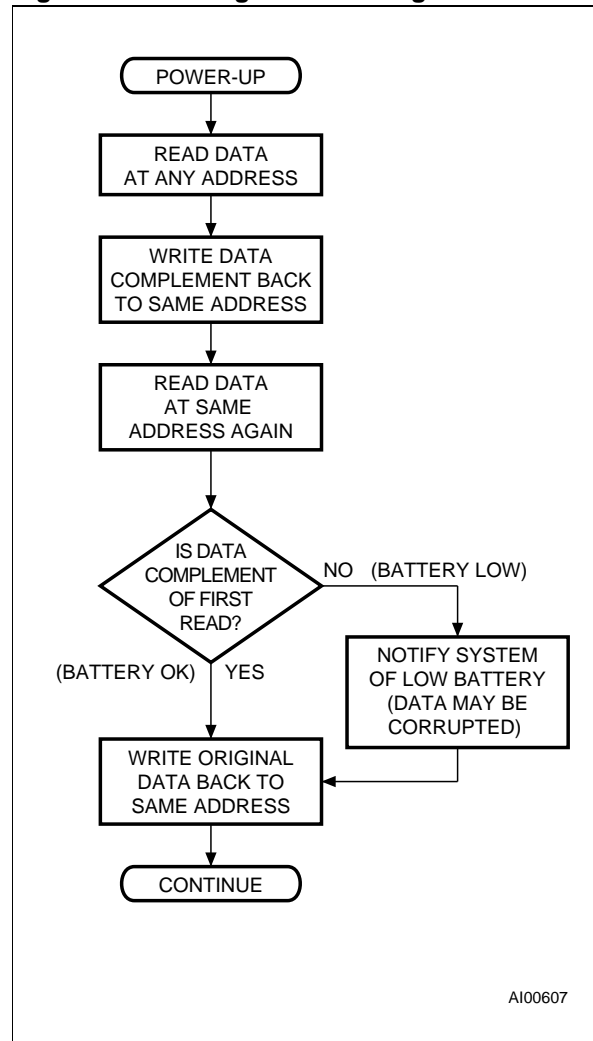 POWER-UP
READ DATA
AT ANY ADDRESS
WRITE DATA
COMPLEMENT BACK
TO SAME ADDRESS
READ DATA
AT SAME
ADDRESS AGAIN
IS DATA
COMPLEMENT
OF FIRST
READ?
NO (BATTERY LOW)
NOTIFY SYSTEM
OF LOW BATTERY
(DATA MAY BE
CORRUPTED)
(BATTERY OK) YES
WRITE ORIGINAL
DATA BACK TO
SAME ADDRESS
CONTINUE
AI00607